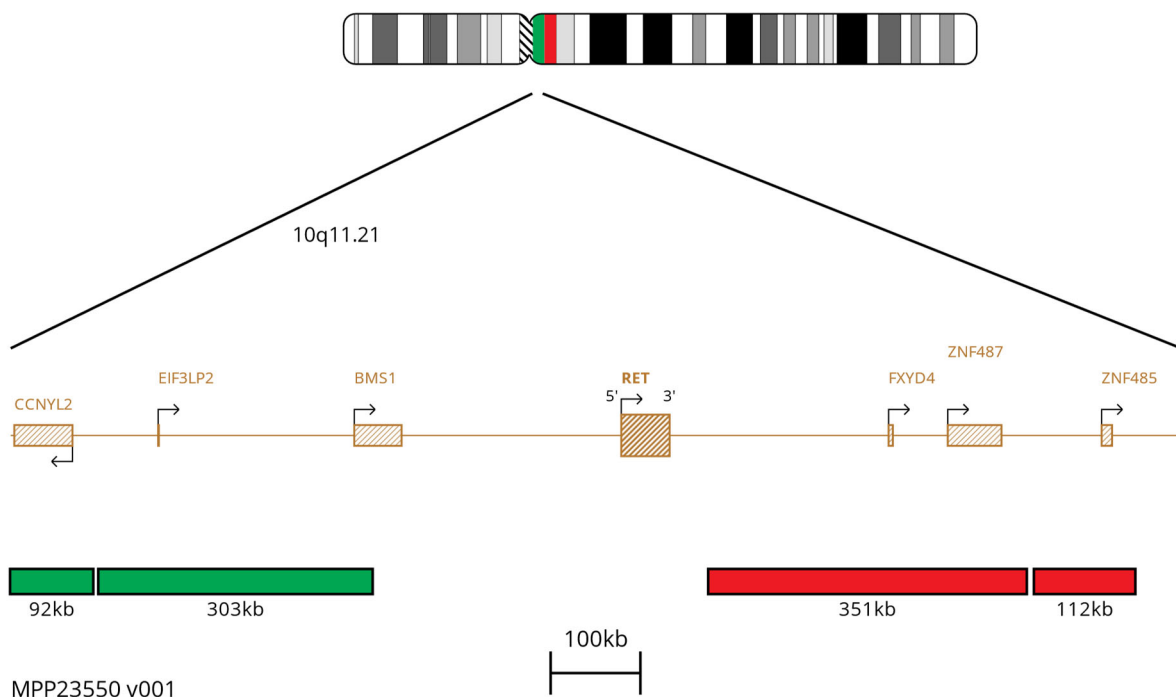 10q11.21
ZNF487
EIF3LP2 BMS1 RET FXYD4 ZNF485
5' 3'
CCNYL2
92kb 303kb 351kb 112kb
100kb
MPP23550 v001